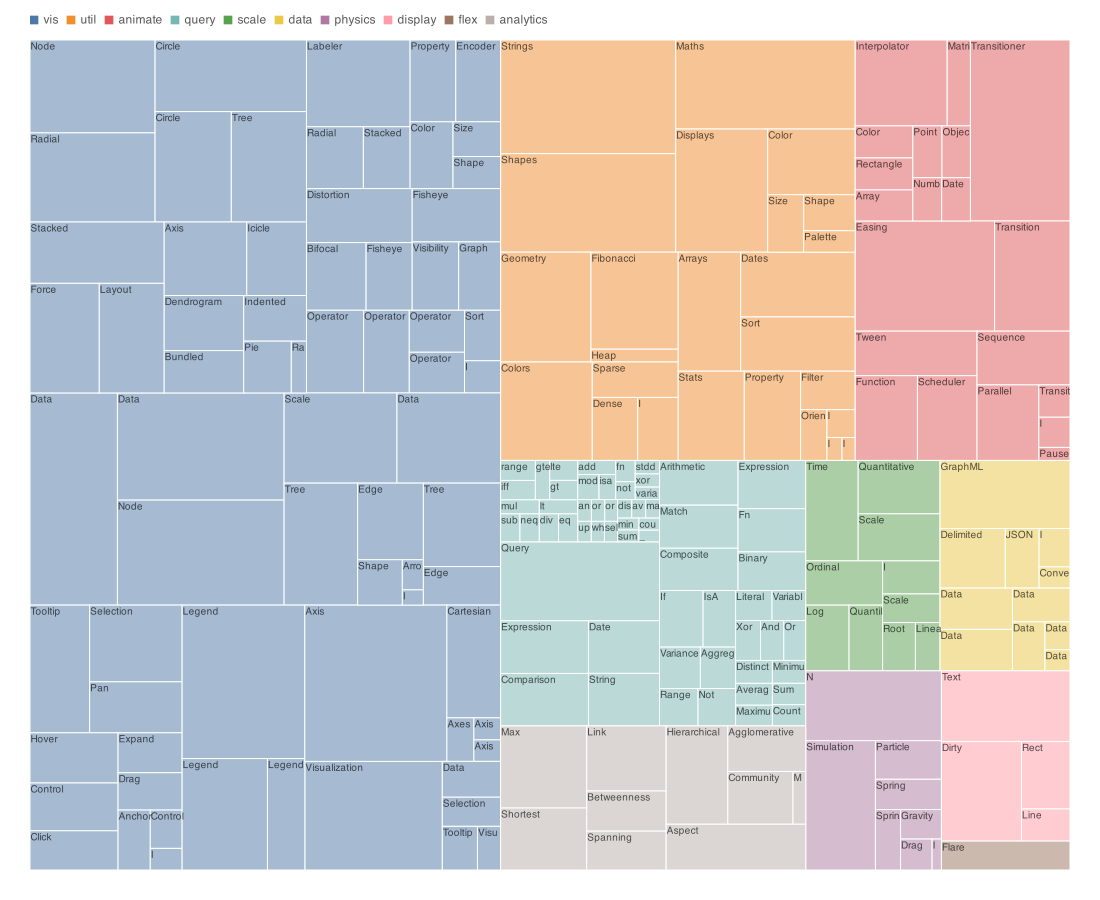 vis util animate query scale data physics display flex analytics
Node
Circle
Labeler
Property
Encoder
Radial
Circle
Tree
Radial
Stacked
Color
Size
Shape
Distortion
Fisheye
Stacked
Axis
Icicle
Bifocal
Fisheye
Visibility
Graph
Force
Layout
Dendrogram
Indented
Bundled
Pie
Ra
Operator
Operator
Operator
Operator
Sort
I
Data
Data
Scale
Data
Node
Tree
Edge
Tree
Shape
Arro
I
Edge
Tooltip
Selection
Legend
Axis
Cartesian
Pan
Axes
Axis
Axis
Hover
Expand
Control
Drag
Click
Anchor
Control
I
Legend
Legend
Visualization
Data
Selection
Tooltip
Visu
Strings
Maths
Shapes
Displays
Color
Size
Shape
Palette
Geometry
Fibonacci
Heap
Arrays
Dates
Sort
Colors
Sparse
Dense
I
Stats
Property
Filter
Orien
I
I
I
Interpolator
Matri
Transitioner
Color
Point
Objec
Rectangle
Array
Numb
Date
Easing
Transition
Tween
Sequence
Function
Scheduler
Parallel
Transit
I
Pause
range
gte
lte
add
fn
stdd
iff
gt
mod
isa
not
xor
varia
mul
lt
an
or
or
dis
av
ma
sub
neq
div
eq
up
wh
sel
min
cou
sum
_
Arithmetic
Expression
Match
Fn
Composite
Binary
Query
If
IsA
Literal
Variabl
Expression
Date
Xor
And
Or
Variance
Aggreg
Distinct
Minimu
Comparison
String
Range
Not
Averag
Sum
Maximu
Count
Time
Quantitative
Scale
Ordinal
I
Scale
Log
Quantil
Root
Linea
GraphML
Delimited
JSON
I
Conve
Data
Data
Data
Data
Data
Data
Max
Link
Hierarchical
Agglomerative
Community
M
Betweenness
Shortest
Spanning
Aspect
N
Simulation
Particle
Spring
Sprin
Gravity
Drag
I
Text
Dirty
Rect
Line
Flare